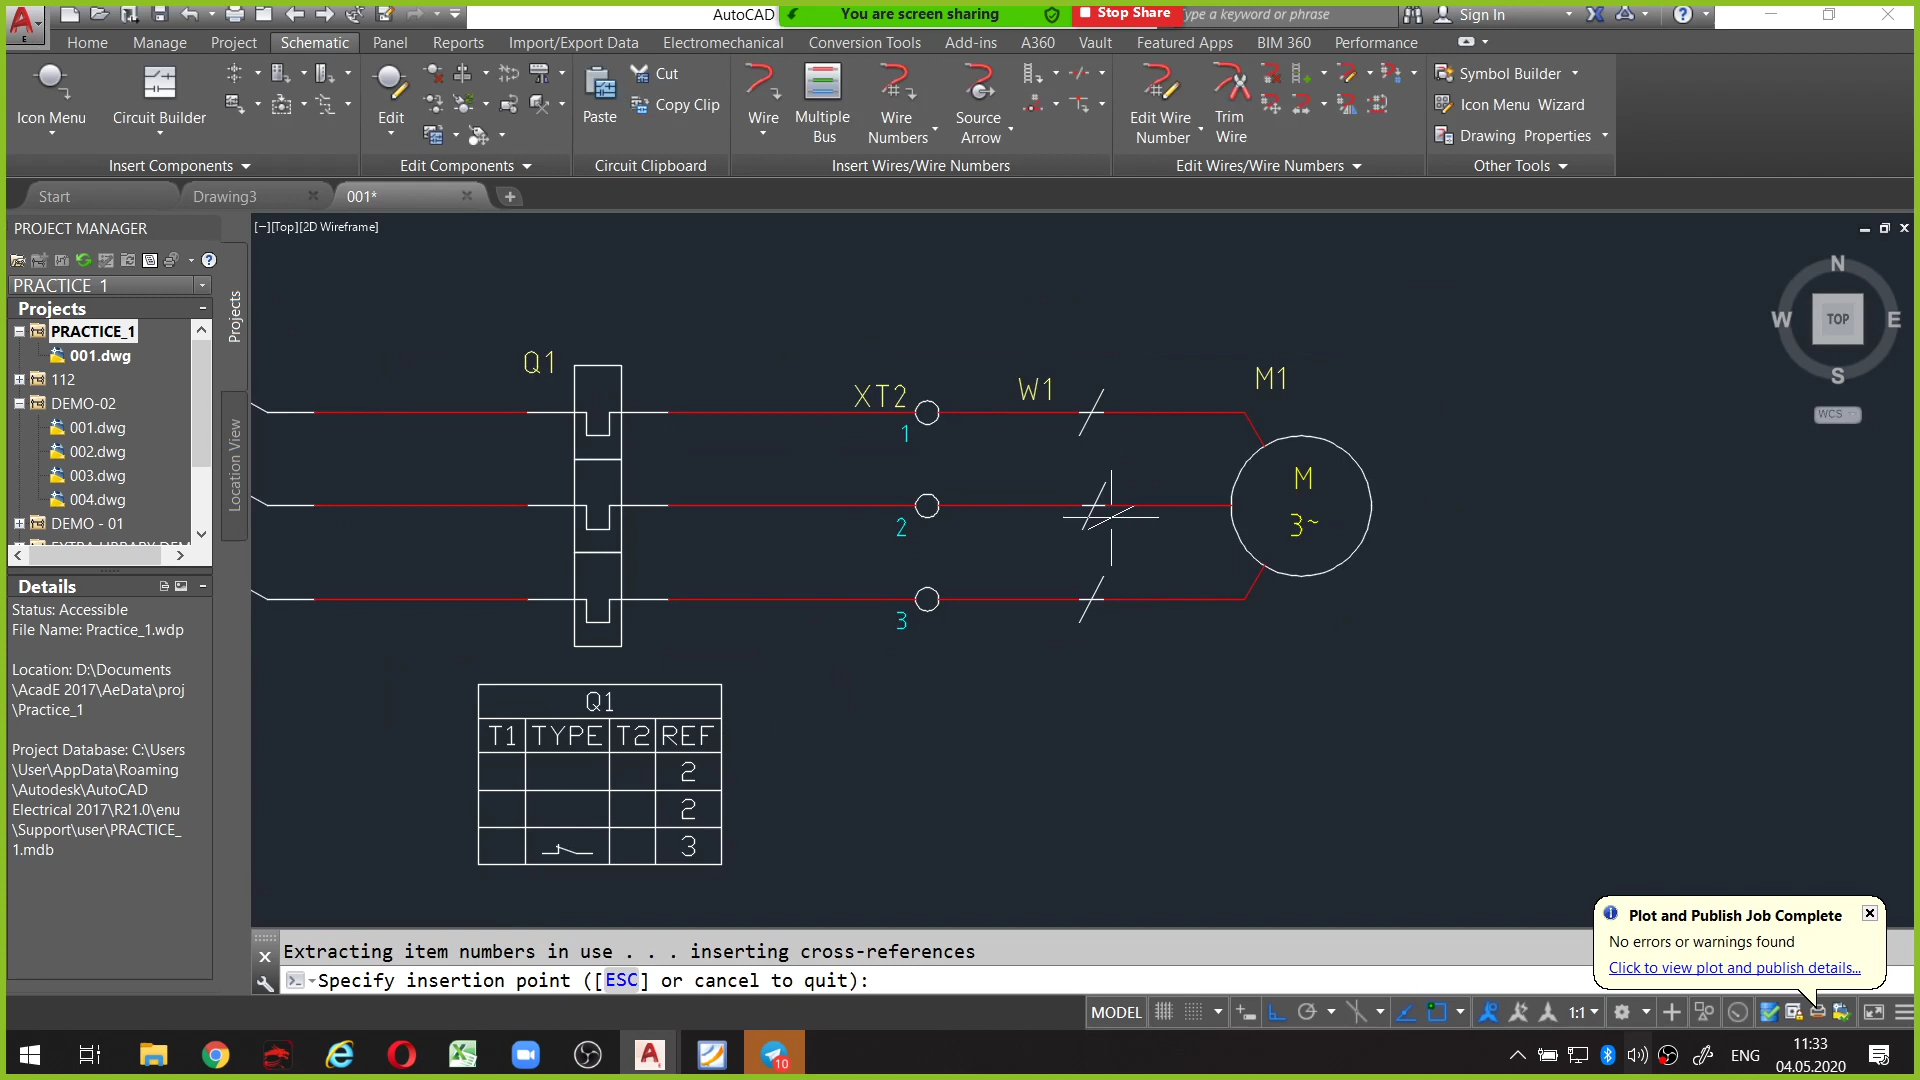 AutoCAD
You are screen sharing
Stop Share
ype a keyword or phrase
Sign In
Home
Manage
Project
Schematic
Panel
Reports
Import/Export Data
Electromechanical
Conversion Tools
Add-ins
A360
Vault
Featured Apps
BIM 360
Performance
Icon Menu
Circuit Builder
Edit
Paste
Cut
Copy Clip
Wire
Multiple
Bus
Wire
Numbers
Source
Arrow
Edit Wire
Number
Trim
Wire
Symbol Builder
Icon Menu Wizard
Drawing Properties
Insert Components
Edit Components
Circuit Clipboard
Insert Wires/Wire Numbers
Edit Wires/Wire Numbers
Other Tools
Start
Drawing3
001*
PROJECT MANAGER
PRACTICE 1
Projects
PRACTICE_1
001.dwg
112
DEMO-02
001.dwg
002.dwg
003.dwg
004.dwg
DEMO - 01
Projects
Location View
Details
Status: Accessible
File Name: Practice_1.wdp
Location: D:\Documents
\AcadE 2017\AeData\proj
\Practice_1
Project Database: C:\Users
\User\AppData\Roaming
\Autodesk\AutoCAD
Electrical 2017\R21.0\enu
\Support\user\PRACTICE_
1.mdb
[−][Top][2D Wireframe]
N
W
TOP
E
S
WCS
Q1
XT2
W1
M1
1
2
3
M
3~
Q1
T1 TYPE T2 REF
2
2
3
Extracting item numbers in use . . . inserting cross-references
Specify insertion point ([ESC] or cancel to quit):
Plot and Publish Job Complete
No errors or warnings found
Click to view plot and publish details...
MODEL
1:1
10
ENG
11:33
04.05.2020